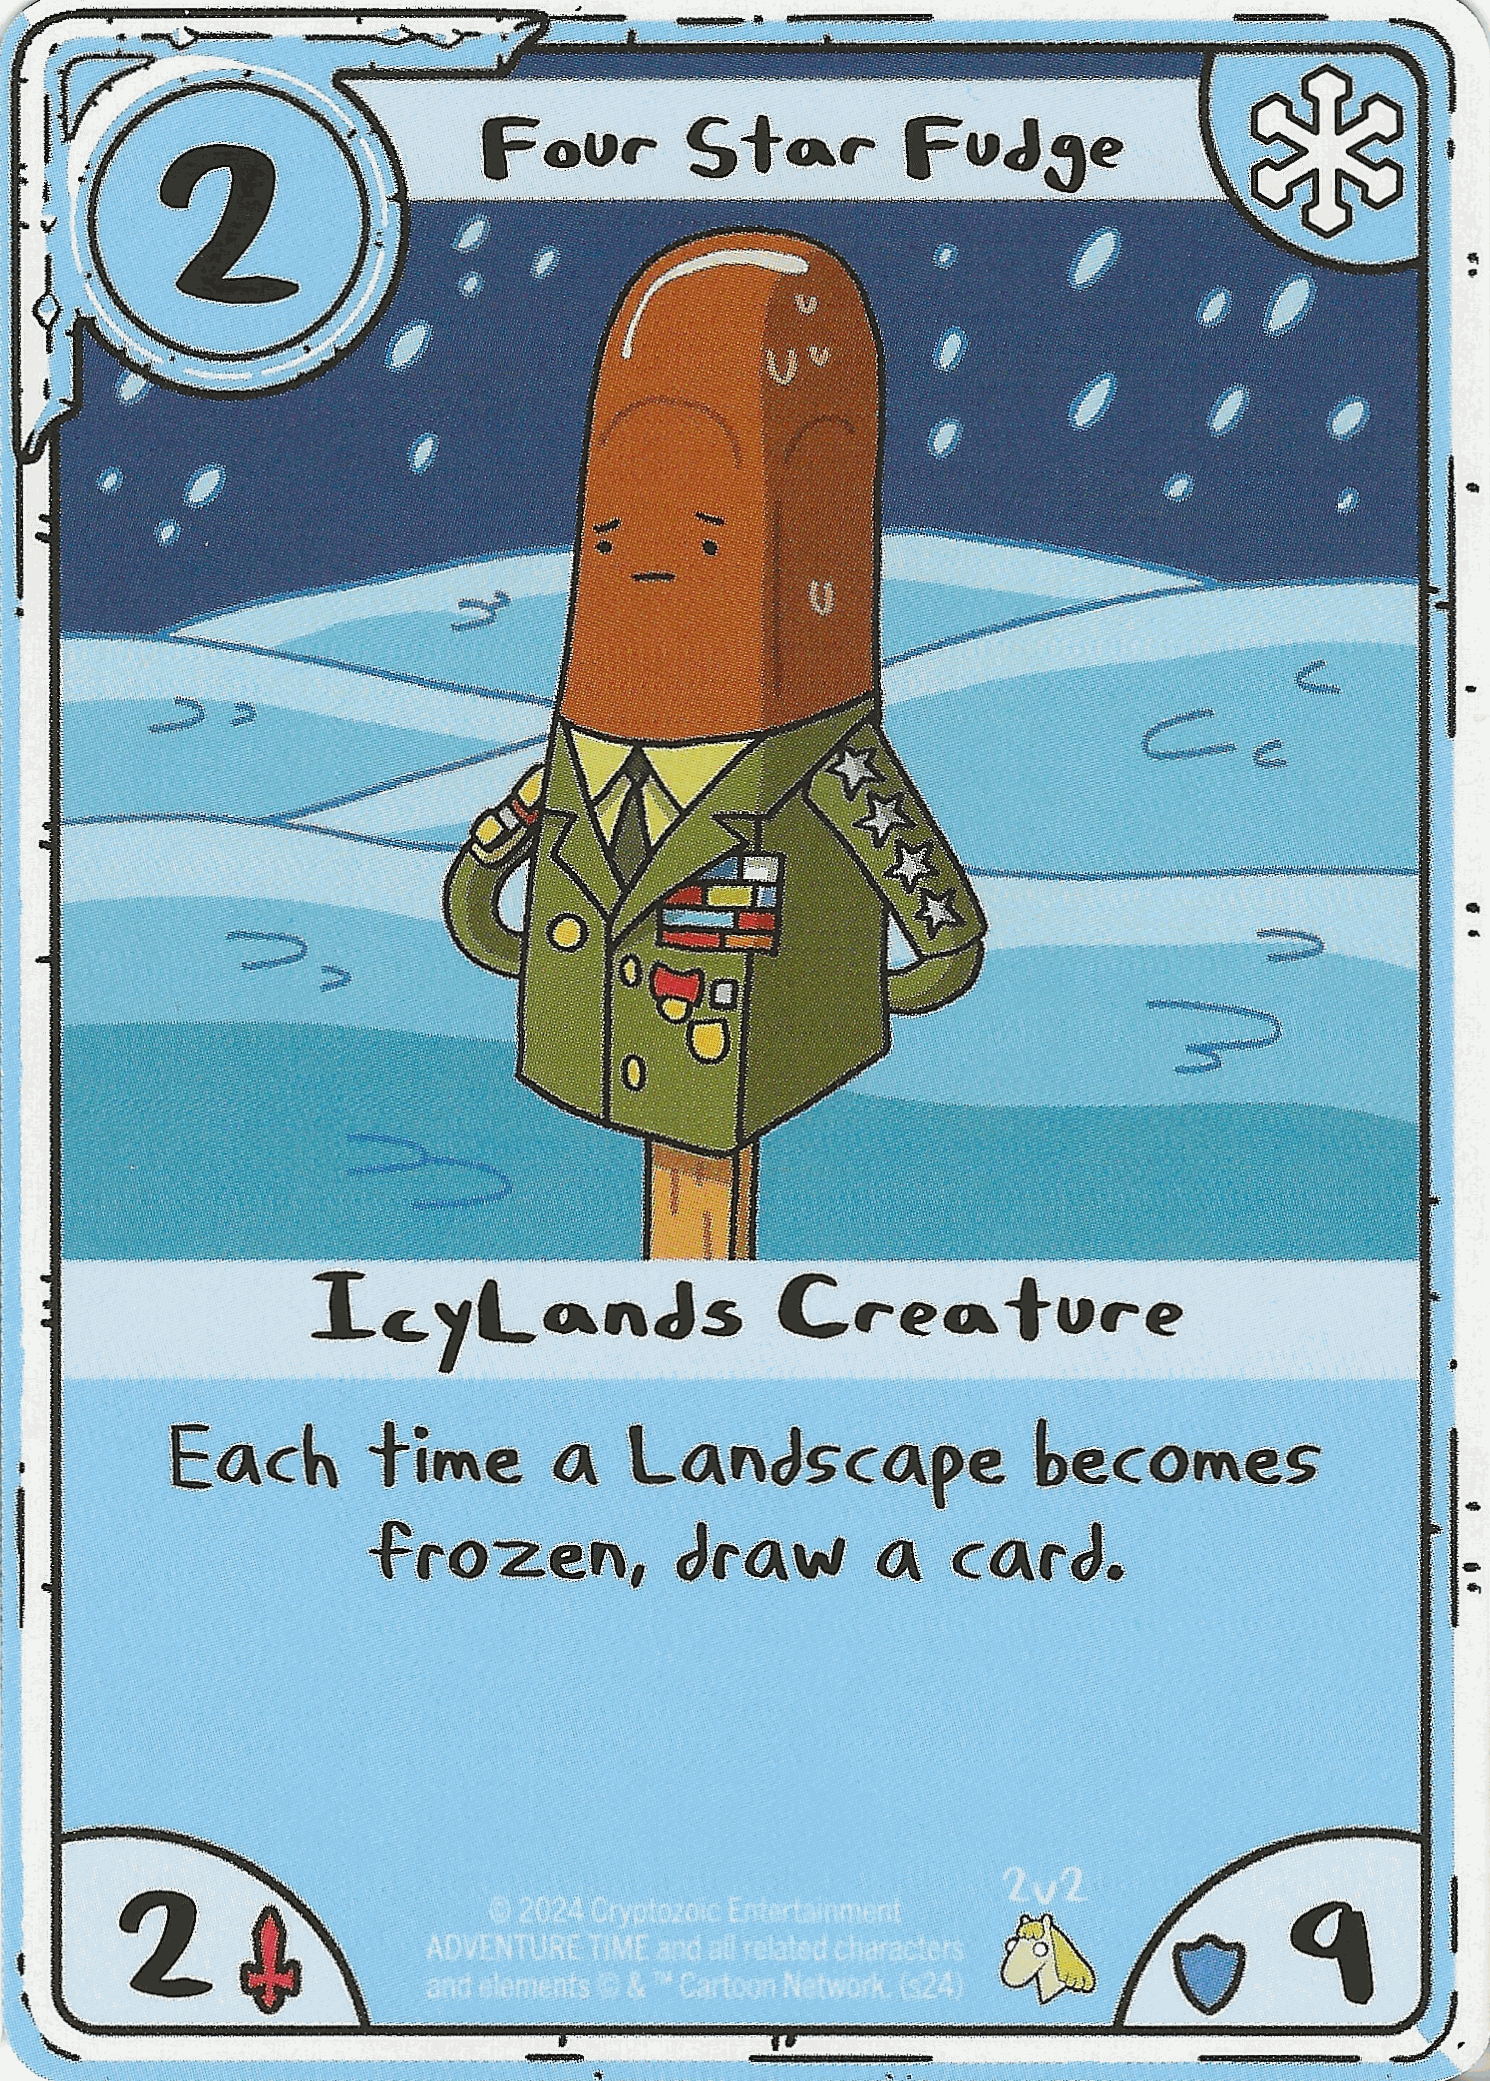 2
Four Star Fudge
IcyLands Creature
Each time a Landscape becomes
frozen, draw a card.
2
© 2024 Cryptozoic Entertainment
ADVENTURE TIME and all related characters
and elements © & ™ Cartoon Network. (s24)
2v2
9